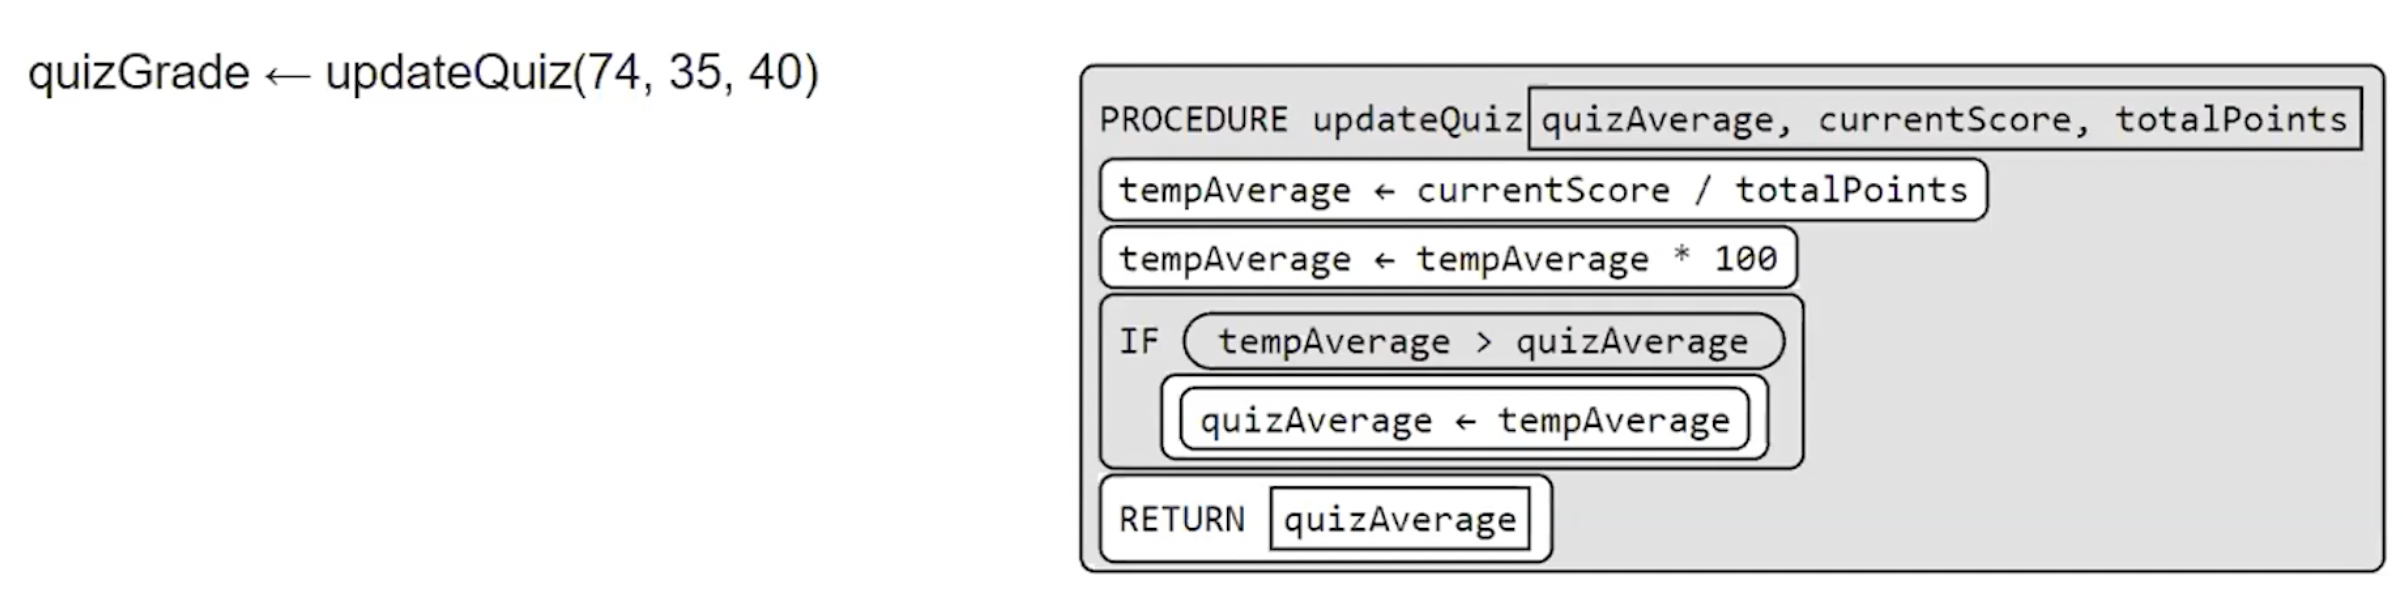 quizGrade ← updateQuiz(74, 35, 40)
PROCEDURE updateQuiz quizAverage, currentScore, totalPoints
tempAverage ← currentScore / totalPoints
tempAverage ← tempAverage * 100
IF tempAverage > quizAverage
quizAverage ← tempAverage
RETURN quizAverage